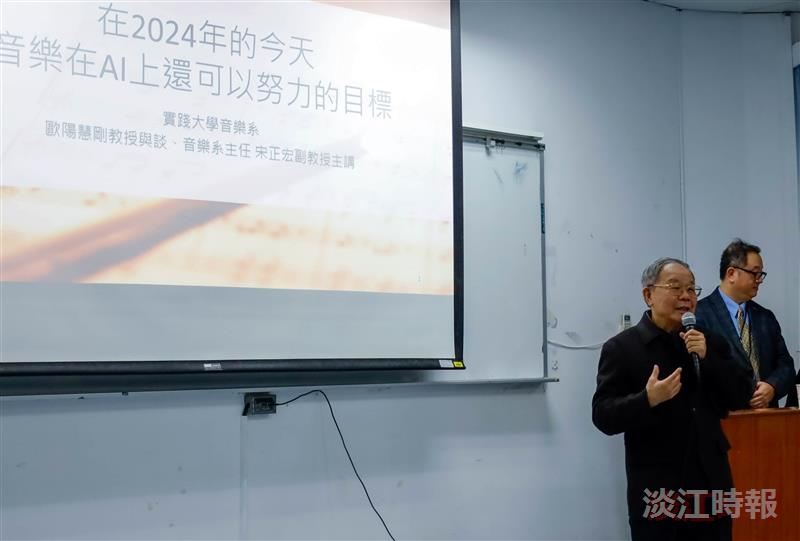 在2024年的今天
音樂在AI上還可以努力的目標
實踐大學音樂系
歐陽慧剛教授與談、音樂系主任 宋正宏副教授主講
淡江時報